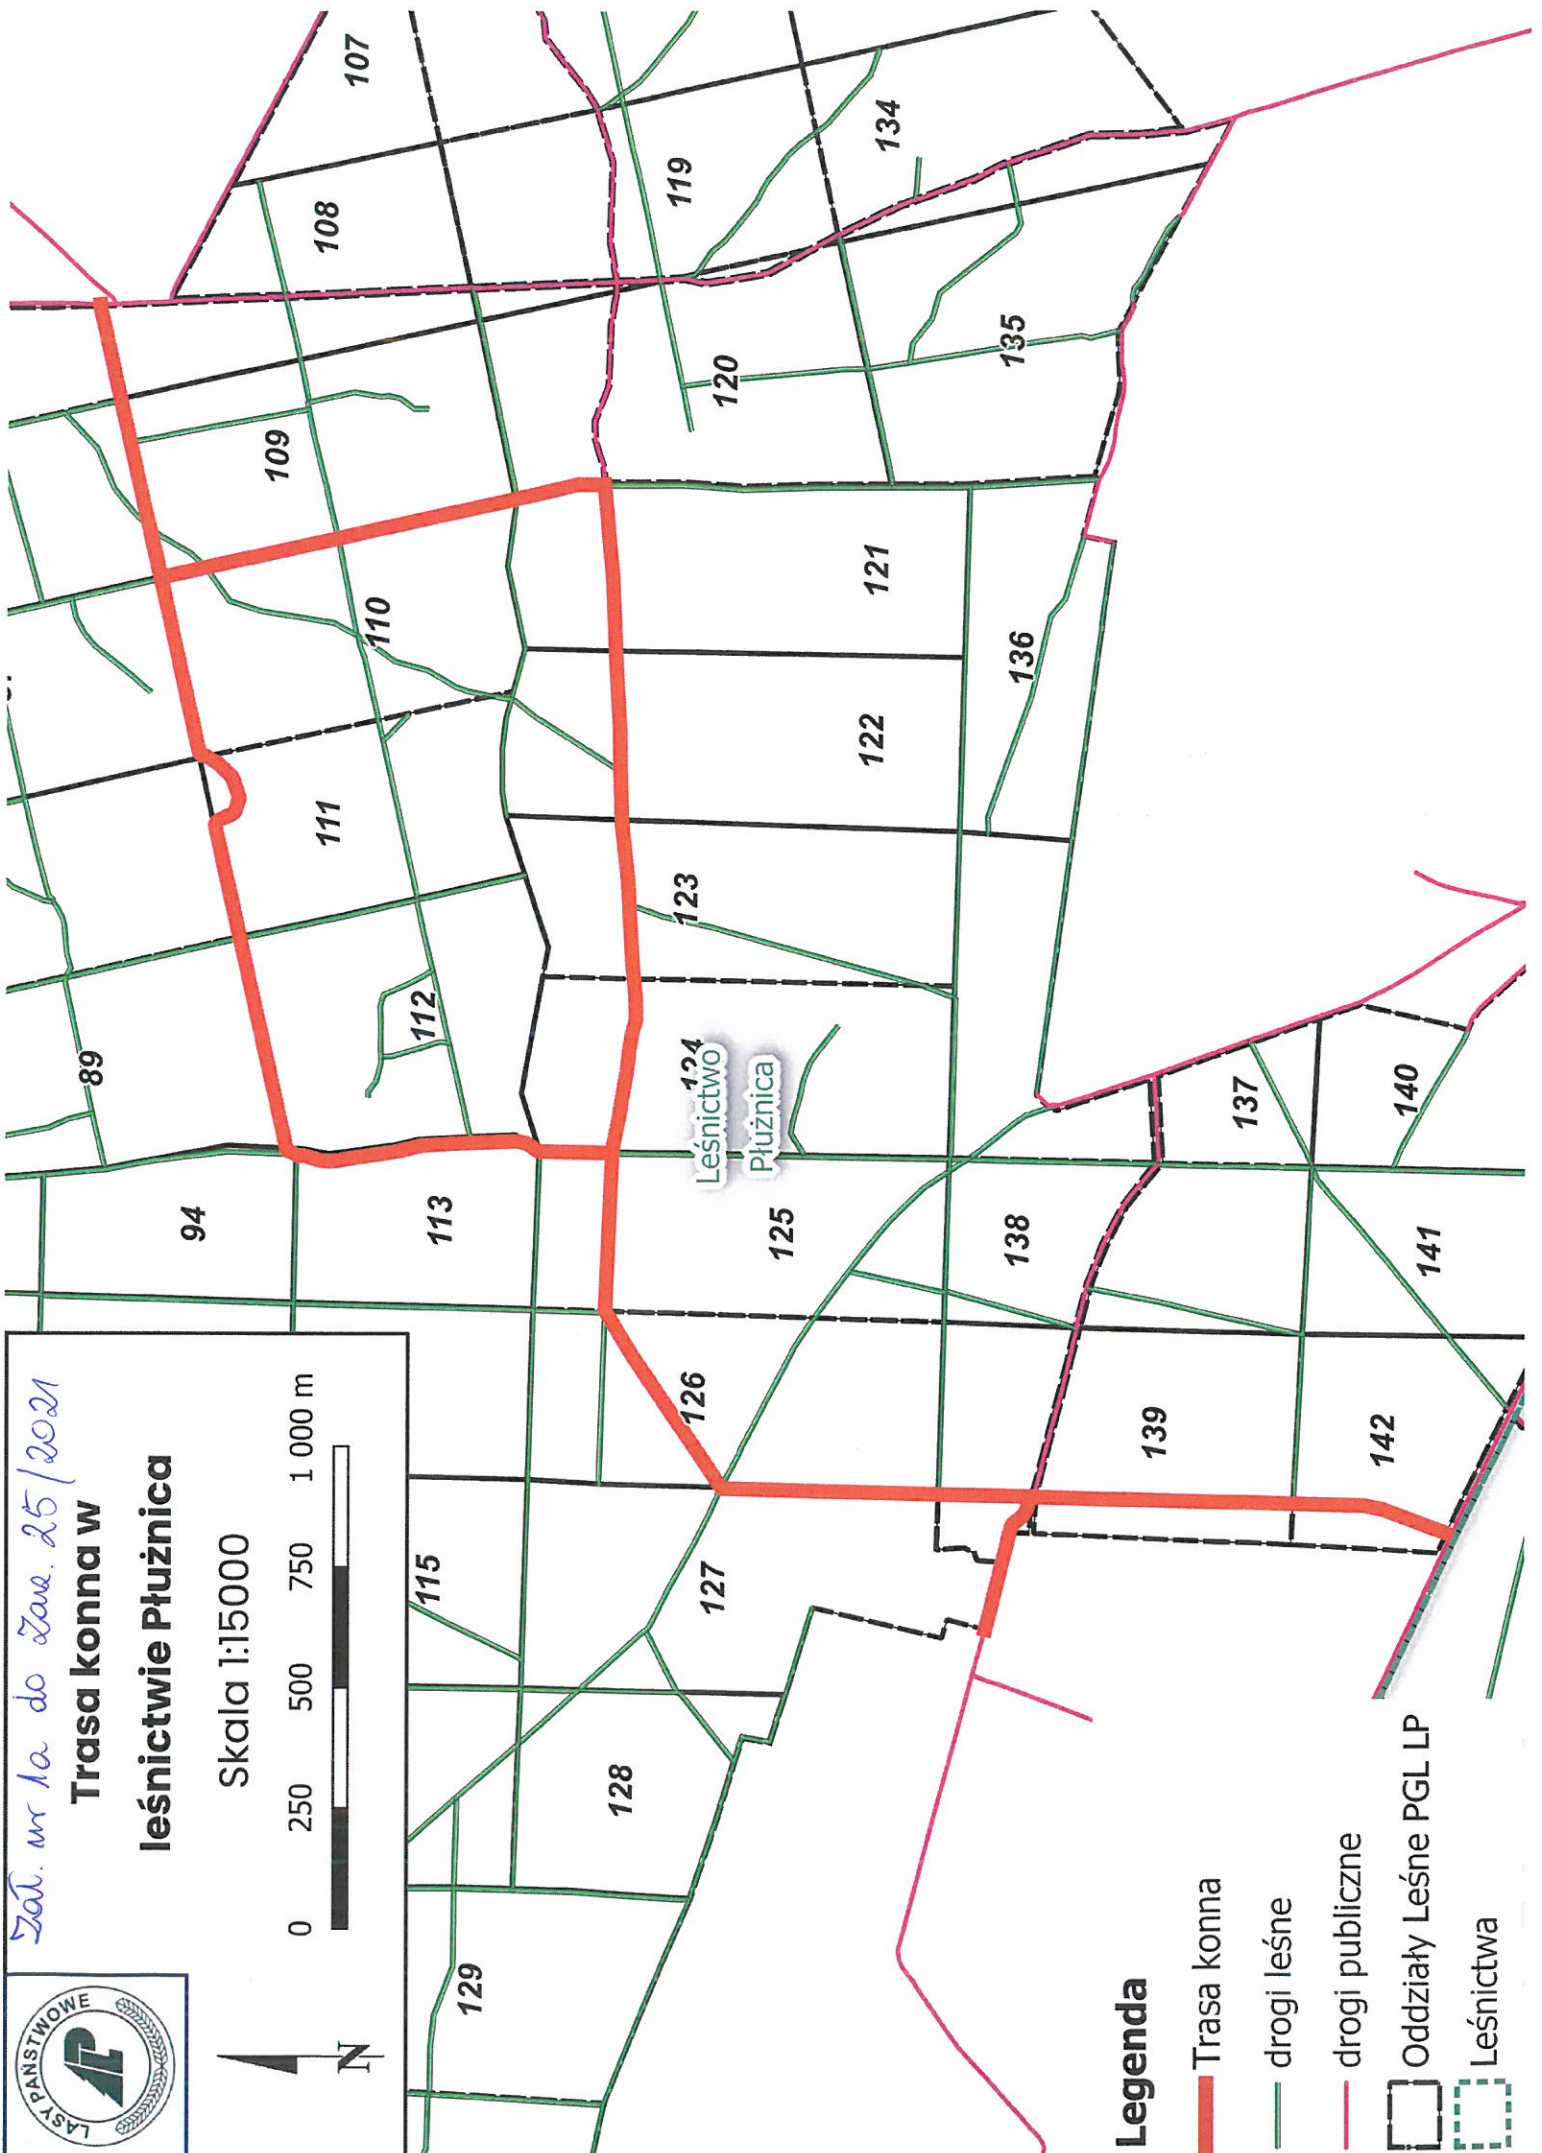 Zał. nr 1a do Zarz. 25/2021
LASY PAŃSTWOWE
LP
Trasa konna w
leśnictwie Płużnica
Skala 1:15000
0 250 500 750 1 000 m
N
89
94
109
108
111
107
110
112
115
113
129
128
119
123
126
124
Leśnictwo
Płużnica
127
120
125
122
121
134
135
138
136
139
137
142
140
141
Legenda
Trasa konna
drogi leśne
drogi publiczne
Oddziały Leśne PGL LP
Leśnictwa